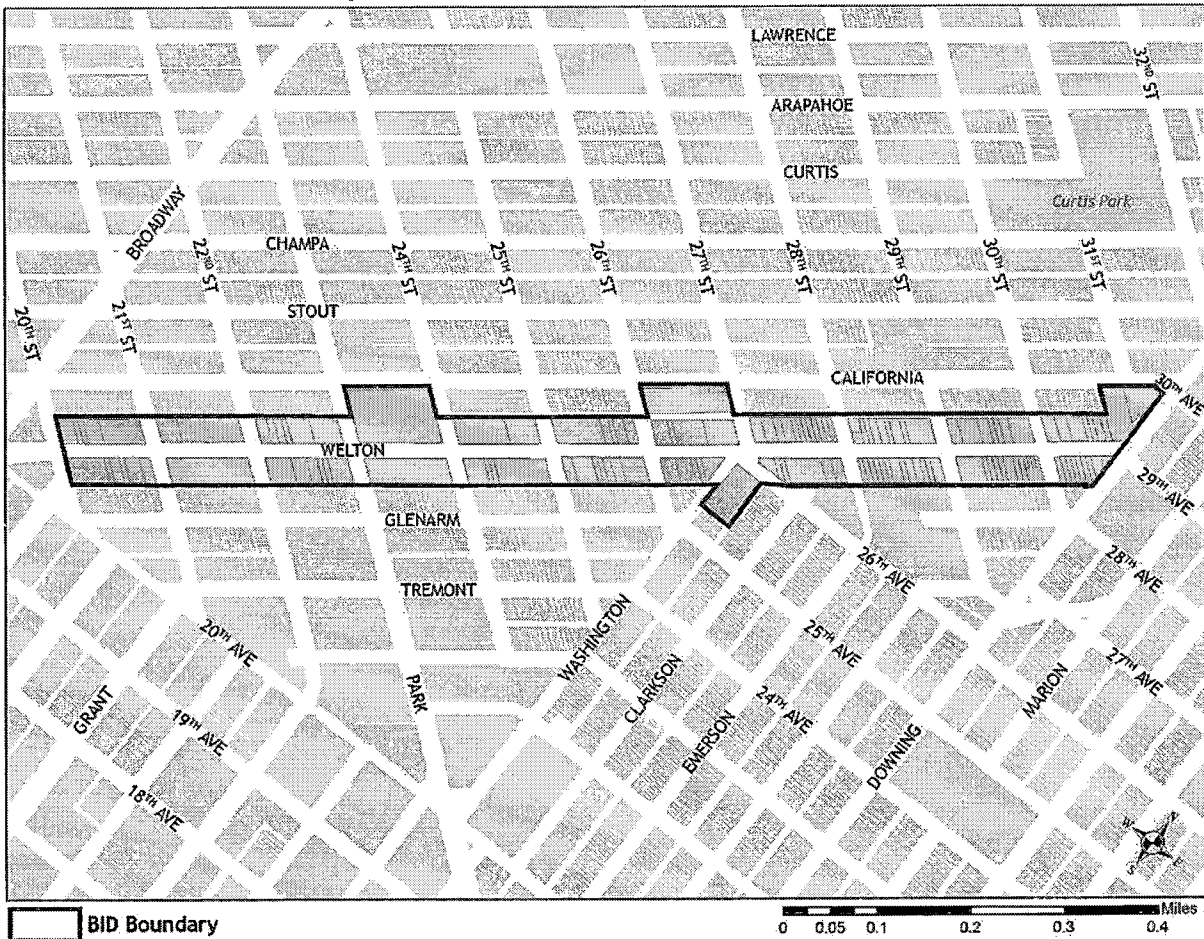 LAWRENCE
32ND ST
ARAPAHOE
CURTIS
Curtis Park
BROADWAY
CHAMPA
22ND ST
24TH ST
25TH ST
26TH ST
27TH ST
28TH ST
29TH ST
30TH ST
31ST ST
STOUT
20TH ST
21ST ST
CALIFORNIA
30TH AVE
WELTON
29TH AVE
GLENARM
26TH AVE
28TH AVE
TREMONT
WASHINGTON
20TH AVE
25TH AVE
CLARKSON
PARK
24TH AVE
MARION
27TH AVE
GRANT
19TH AVE
EMERSON
DOWNING
18TH AVE
W
N
S
E
BID Boundary
Miles
0 0.05 0.1 0.2 0.3 0.4